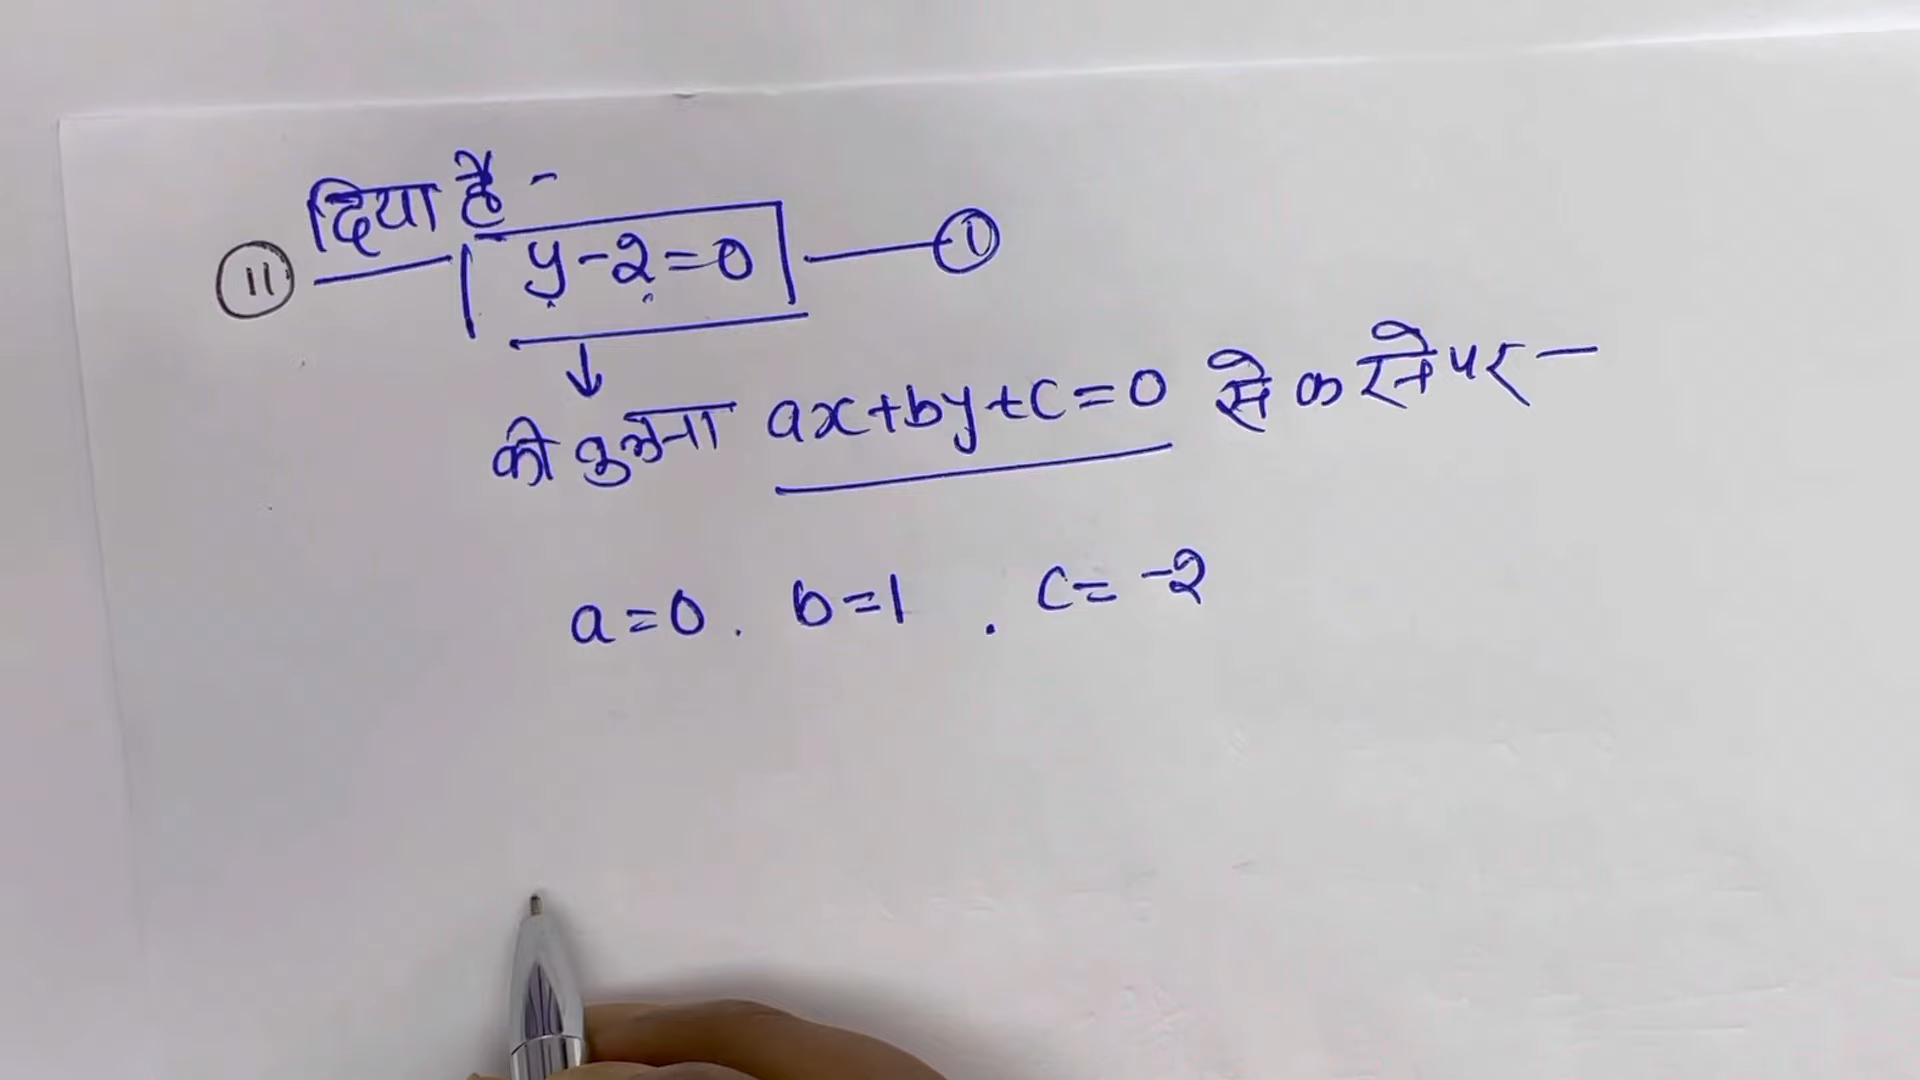 दिया है -
(11) y-2=0 ——(1)
की तुलना ax+by+c=0 से करने पर —
a=0. b=1 . c= -2